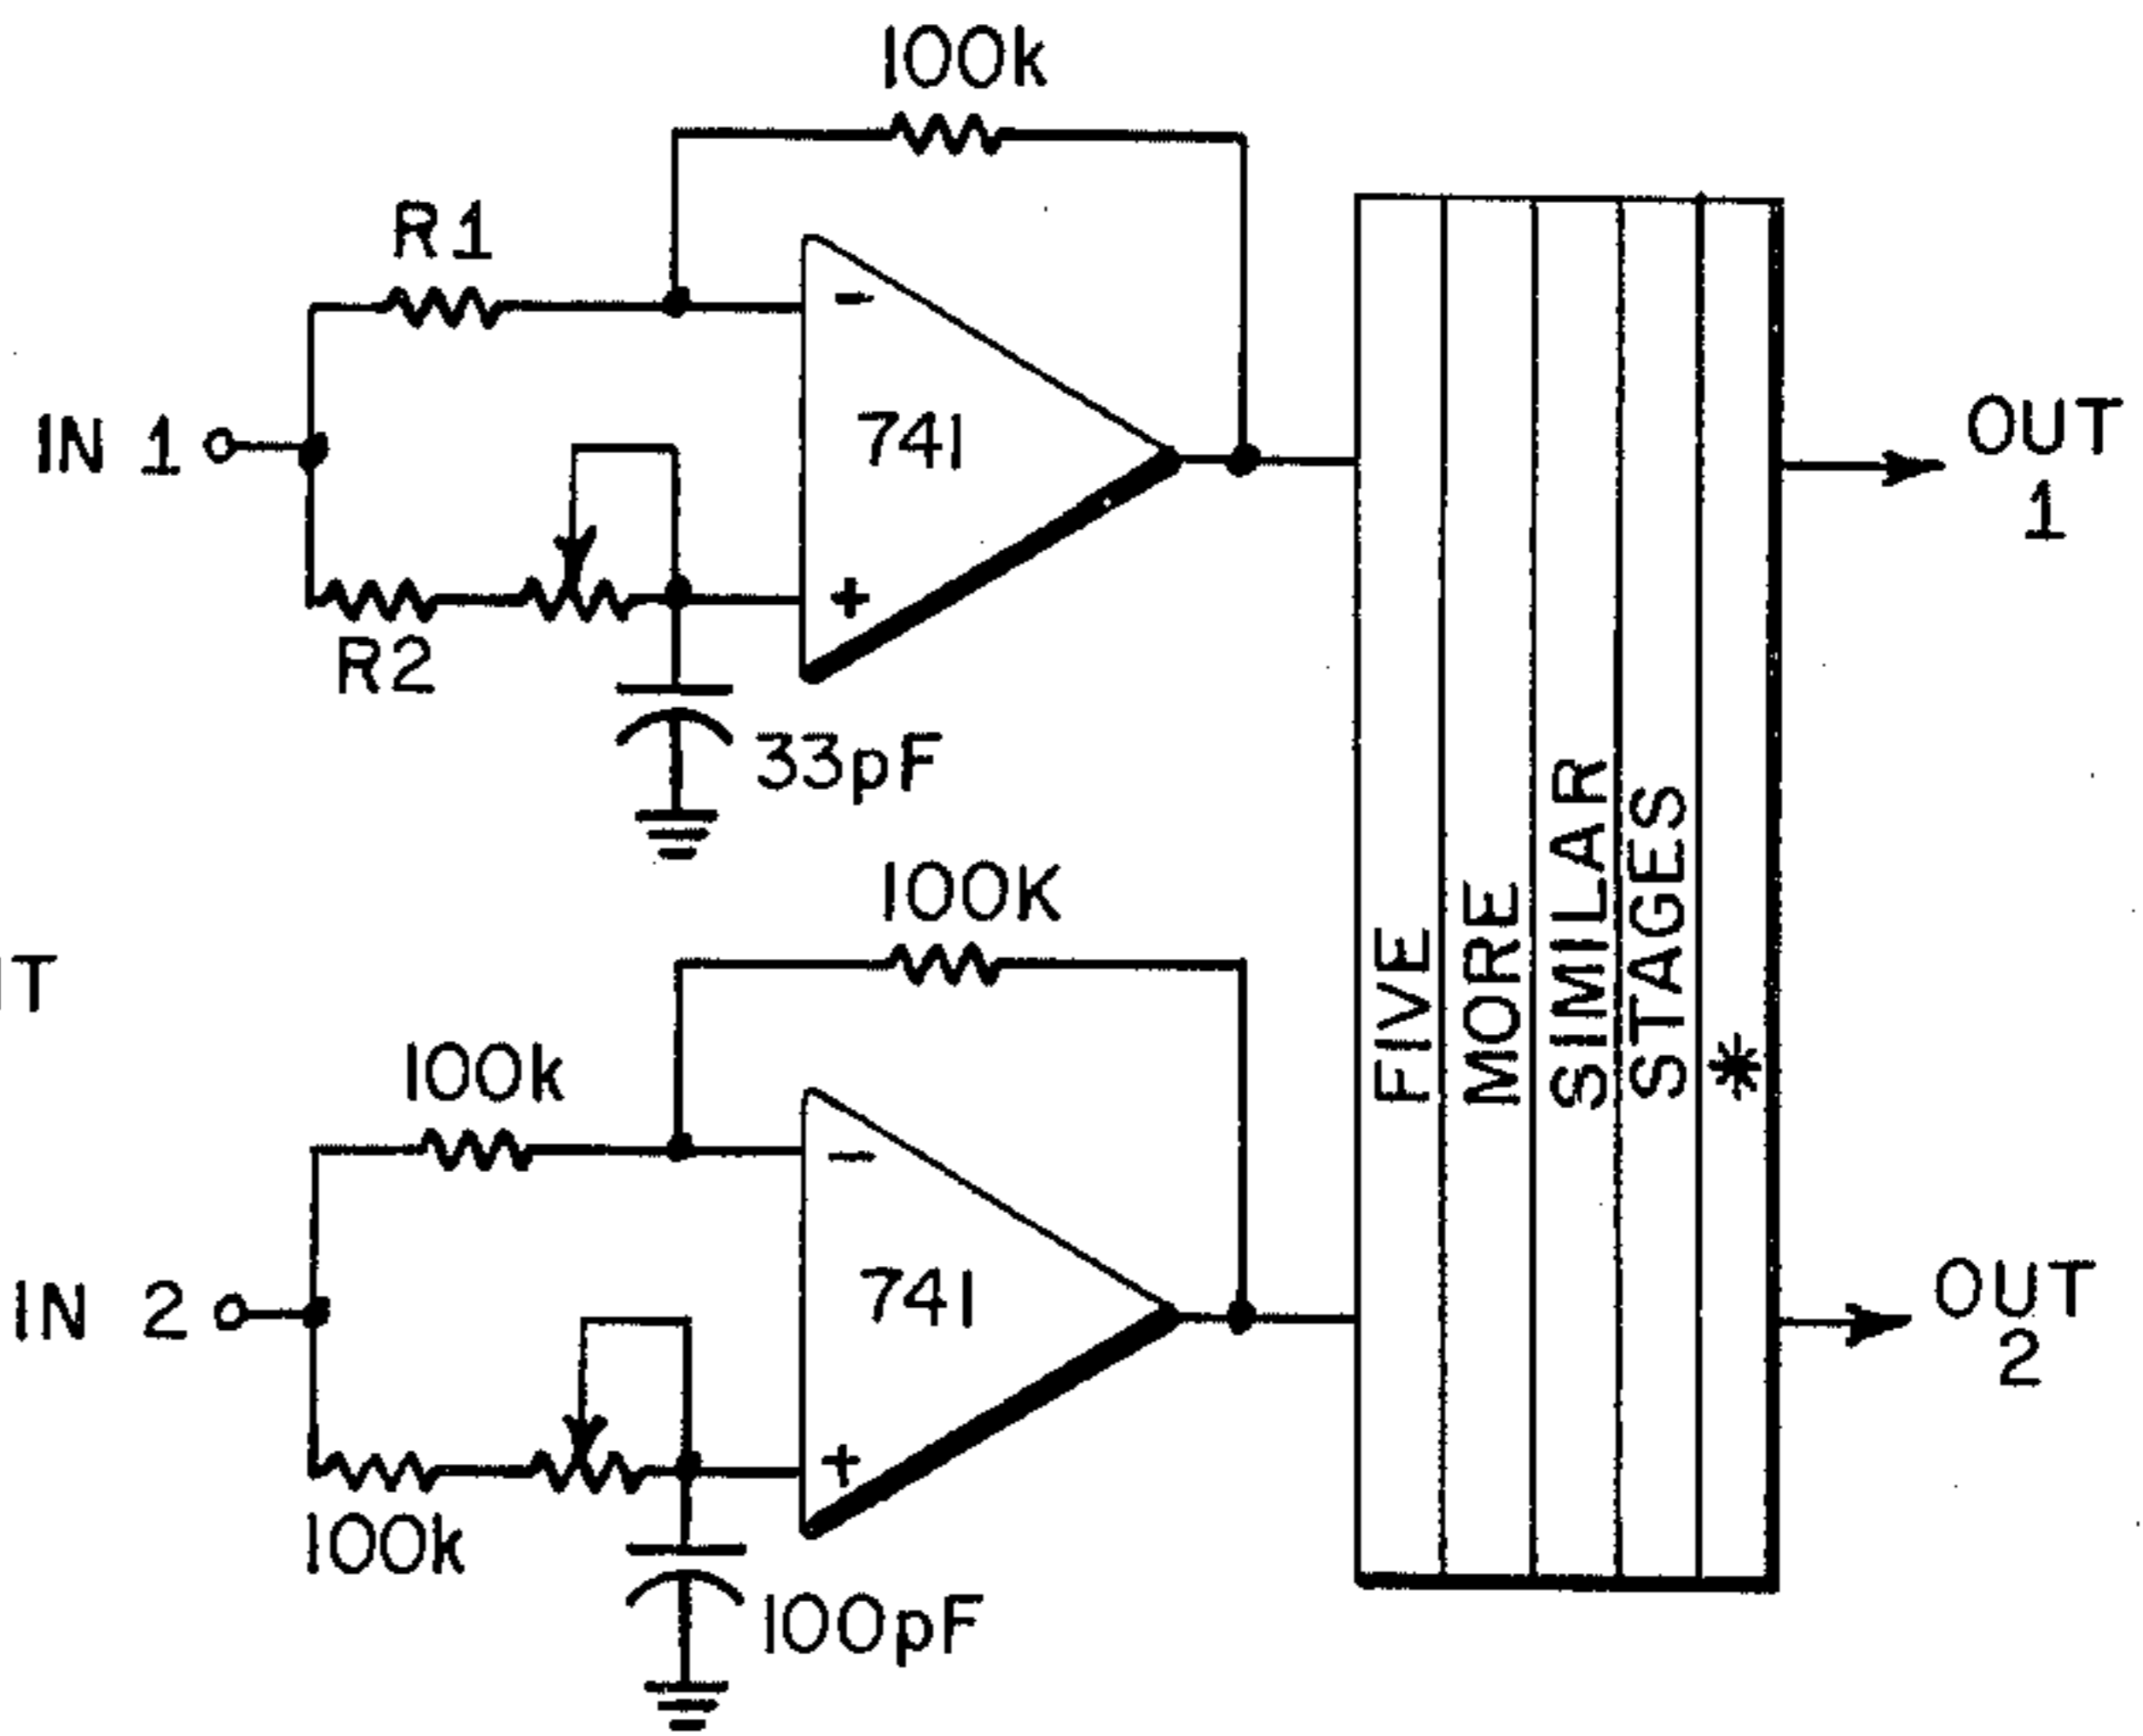 100k
R1
IN 1
-
741
+
R2
33pF
OUT
1
100K
100k
IN 2
-
741
+
100k
100pF
FIVE
MORE
SIMILAR
STAGES
*
OUT
2